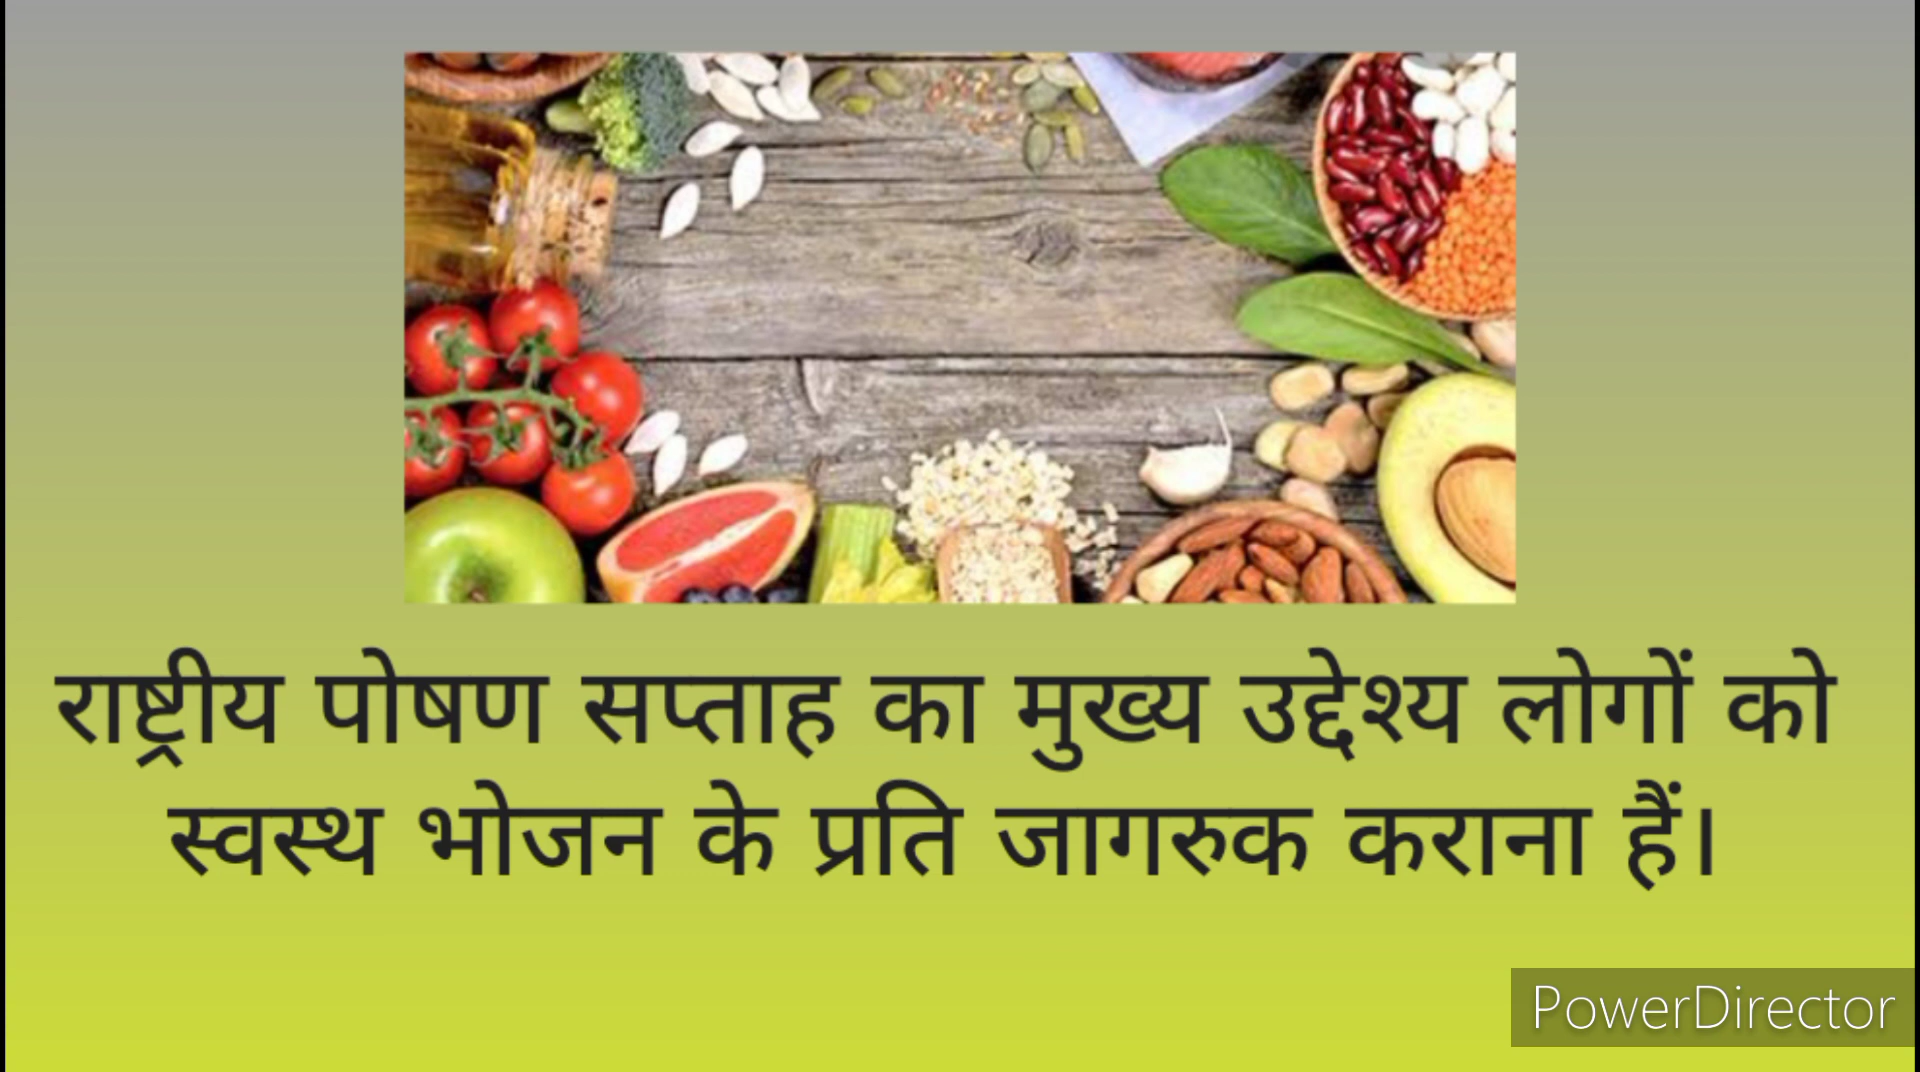 राष्ट्रीय पोषण सप्ताह का मुख्य उद्देश्य लोगों को
स्वस्थ भोजन के प्रति जागरुक कराना हैं।
PowerDirector